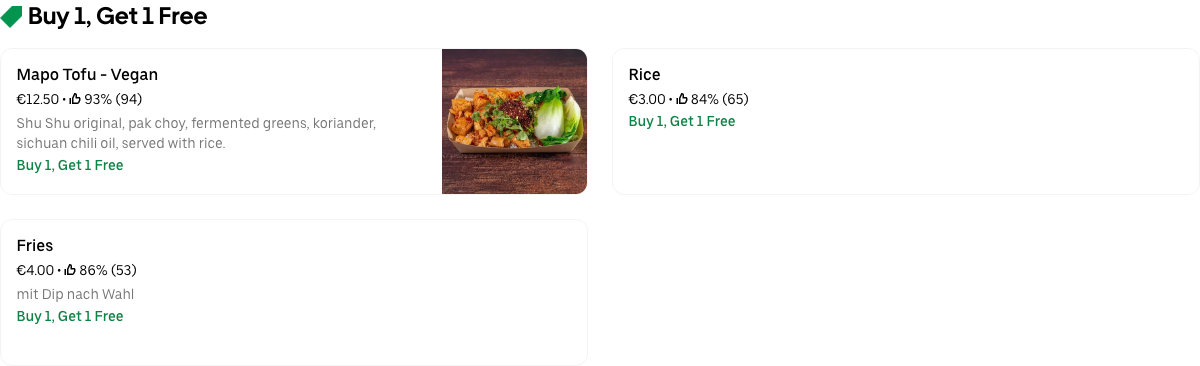 Buy 1, Get 1 Free
Mapo Tofu - Vegan
€12.50 • 93% (94)
Shu Shu original, pak choy, fermented greens, koriander,
sichuan chili oil, served with rice.
Buy 1, Get 1 Free
Rice
€3.00 • 84% (65)
Buy 1, Get 1 Free
Fries
€4.00 • 86% (53)
mit Dip nach Wahl
Buy 1, Get 1 Free